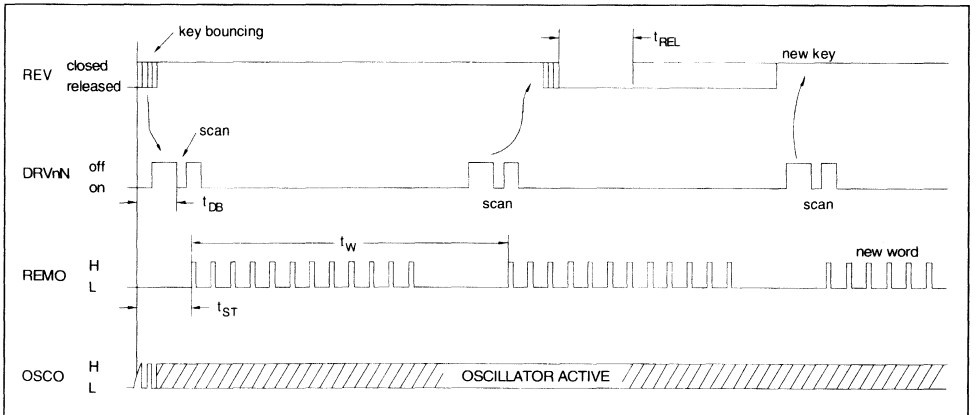 key bouncing
t REL
new key
REV closed
released
scan
DRVnN off
on
t DB
scan
scan
t W
REMO H
L
new word
t ST
OSCO H
L
OSCILLATOR ACTIVE